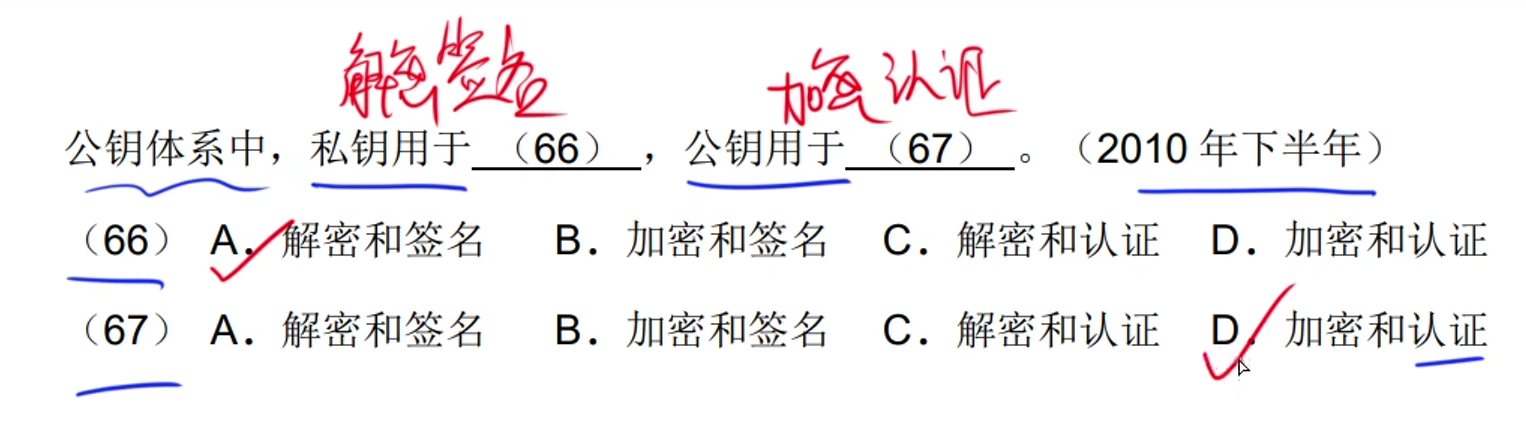 解密签名 加密认证
公钥体系中，私钥用于（66），公钥用于（67）。（2010 年下半年）
（66） A．解密和签名 B．加密和签名 C．解密和认证 D．加密和认证
（67） A．解密和签名 B．加密和签名 C．解密和认证 D．加密和认证